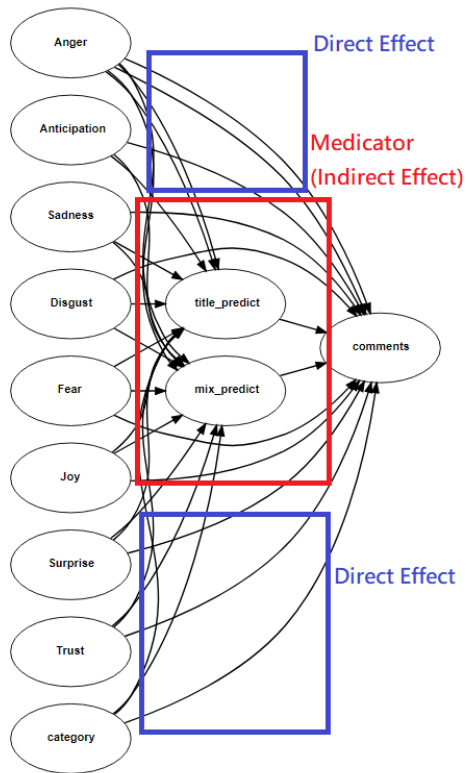 Anger
Direct Effect
Anticipation
Medicator
(Indirect Effect)
Sadness
Disgust
title_predict
comments
Fear
mix_predict
Joy
Surprise
Direct Effect
Trust
category